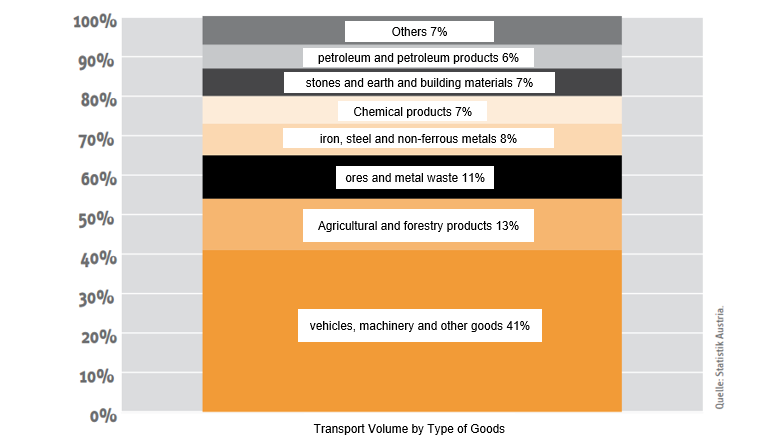 100%
90%
80%
70%
60%
50%
40%
30%
20%
10%
0%
Others 7%
petroleum and petroleum products 6%
stones and earth and building materials 7%
Chemical products 7%
iron, steel and non-ferrous metals 8%
ores and metal waste 11%
Agricultural and forestry products 13%
vehicles, machinery and other goods 41%
Transport Volume by Type of Goods
Quelle: Statistik Austria.